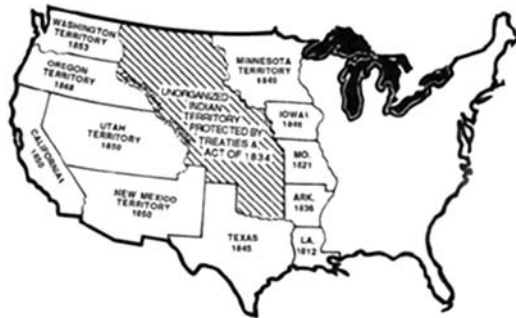 WASHINGTON
TERRITORY
1853
OREGON
TERRITORY
1848
MINNESOTA
TERRITORY
1849
UNORGANIZED
INDIAN
TERRITORY
PROTECTED BY
TREATIES &
ACT OF 1834
IOWA
1846
UTAH
TERRITORY
1850
MO.
1821
CALIFORNIA
1850
NEW MEXICO
TERRITORY
1850
ARK.
1836
TEXAS
1845
LA.
1812